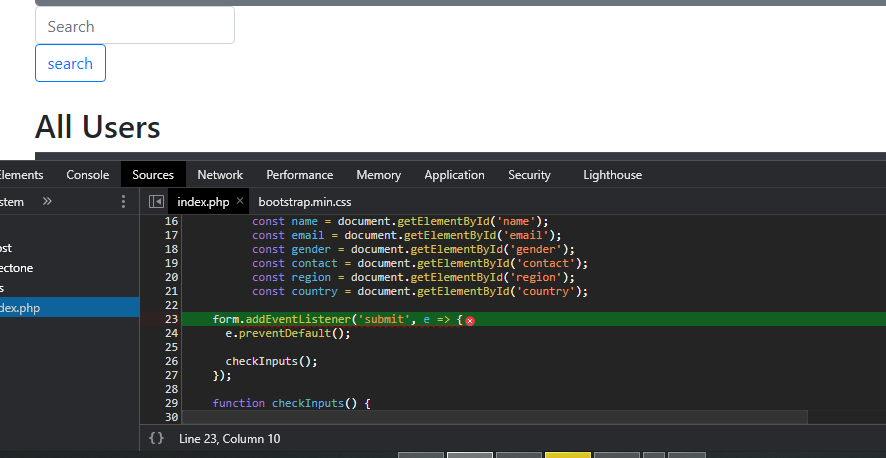 Search
search
All Users
Elements Console Sources Network Performance Memory Application Security Lighthouse
stem » index.php × bootstrap.min.css
16 const name = document.getElementById('name');
17 const email = document.getElementById('email');
18 const gender = document.getElementById('gender');
19 const contact = document.getElementById('contact');
20 const region = document.getElementById('region');
21 const country = document.getElementById('country');
22
23 form.addEventListener('submit', e => {
24 e.preventDefault();
25
26 checkInputs();
27 });
28
29 function checkInputs() {
30
ost
ectone
s
dex.php
{} Line 23, Column 10